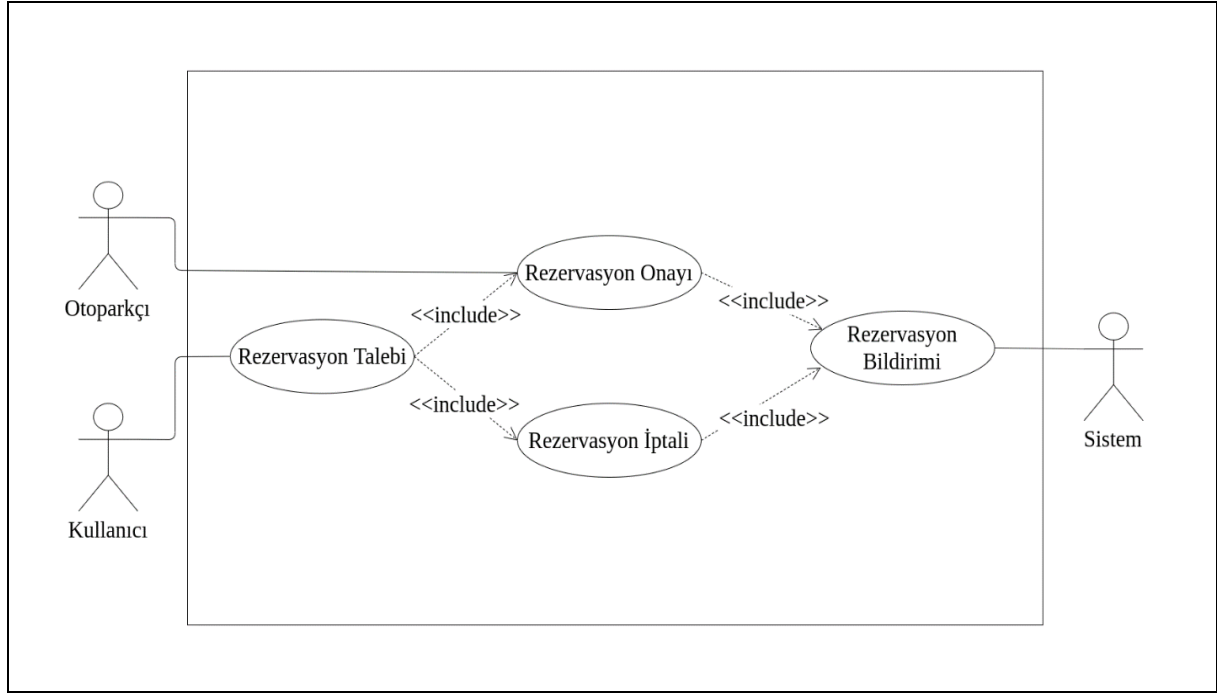 Otoparkçı
Kullanıcı
Rezervasyon Talebi
<<include>>
<<include>>
Rezervasyon Onayı
Rezervasyon İptali
<<include>>
<<include>>
Rezervasyon
Bildirimi
Sistem